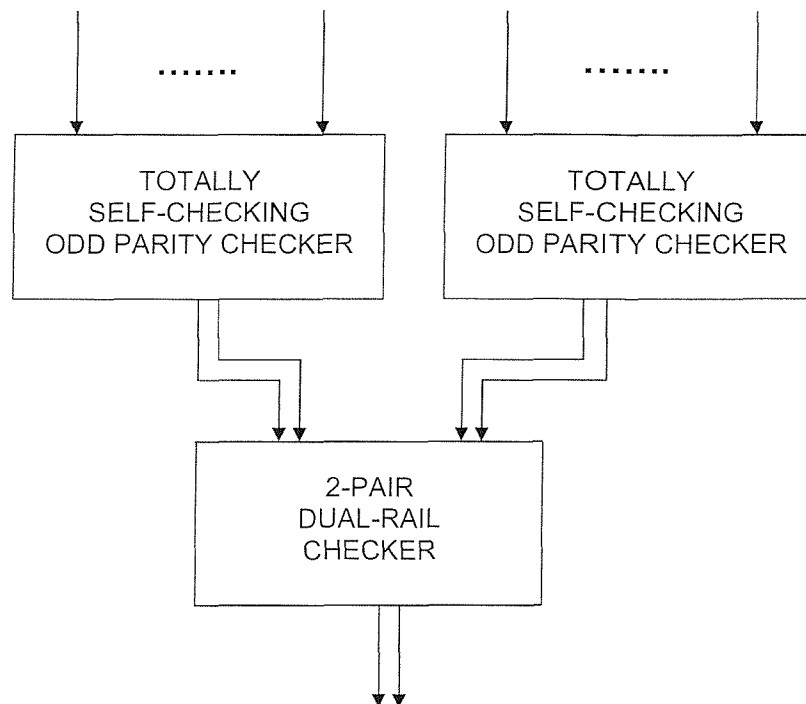 TOTALLY
SELF-CHECKING
ODD PARITY CHECKER
TOTALLY
SELF-CHECKING
ODD PARITY CHECKER
2-PAIR
DUAL-RAIL
CHECKER